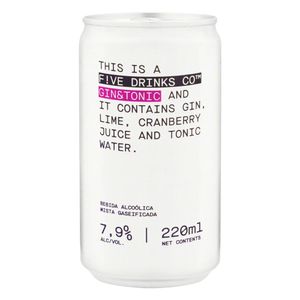 THIS IS A
F!VE DRINKS CO™
GIN&TONIC AND
IT CONTAINS GIN,
LIME, CRANBERRY
JUICE AND TONIC
WATER.
BEBIDA ALCOÓLICA
MISTA GASEIFICADA
7,9% | 220ml
ALC/VOL. NET CONTENTS